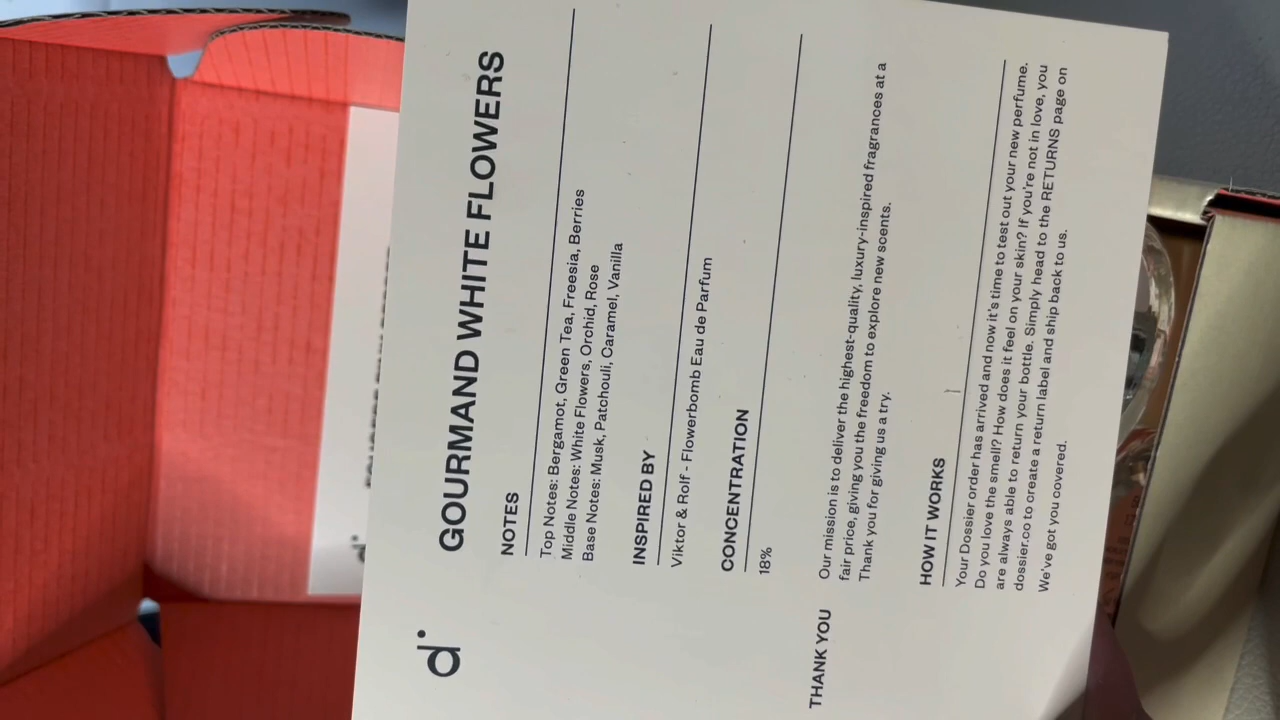 d·
GOURMAND WHITE FLOWERS
NOTES
Top Notes: Bergamot, Green Tea, Freesia, Berries
Middle Notes: White Flowers, Orchid, Rose
Base Notes: Musk, Patchouli, Caramel, Vanilla
INSPIRED BY
Viktor & Rolf - Flowerbomb Eau de Parfum
CONCENTRATION
18%
THANK YOU
Our mission is to deliver the highest-quality, luxury-inspired fragrances at a
fair price, giving you the freedom to explore new scents.
Thank you for giving us a try.
HOW IT WORKS
Your Dossier order has arrived and now it's time to test out your new perfume.
Do you love the smell? How does it feel on your skin? If you're not in love, you
are always able to return your bottle. Simply head to the RETURNS page on
dossier.co to create a return label and ship back to us.
We've got you covered.